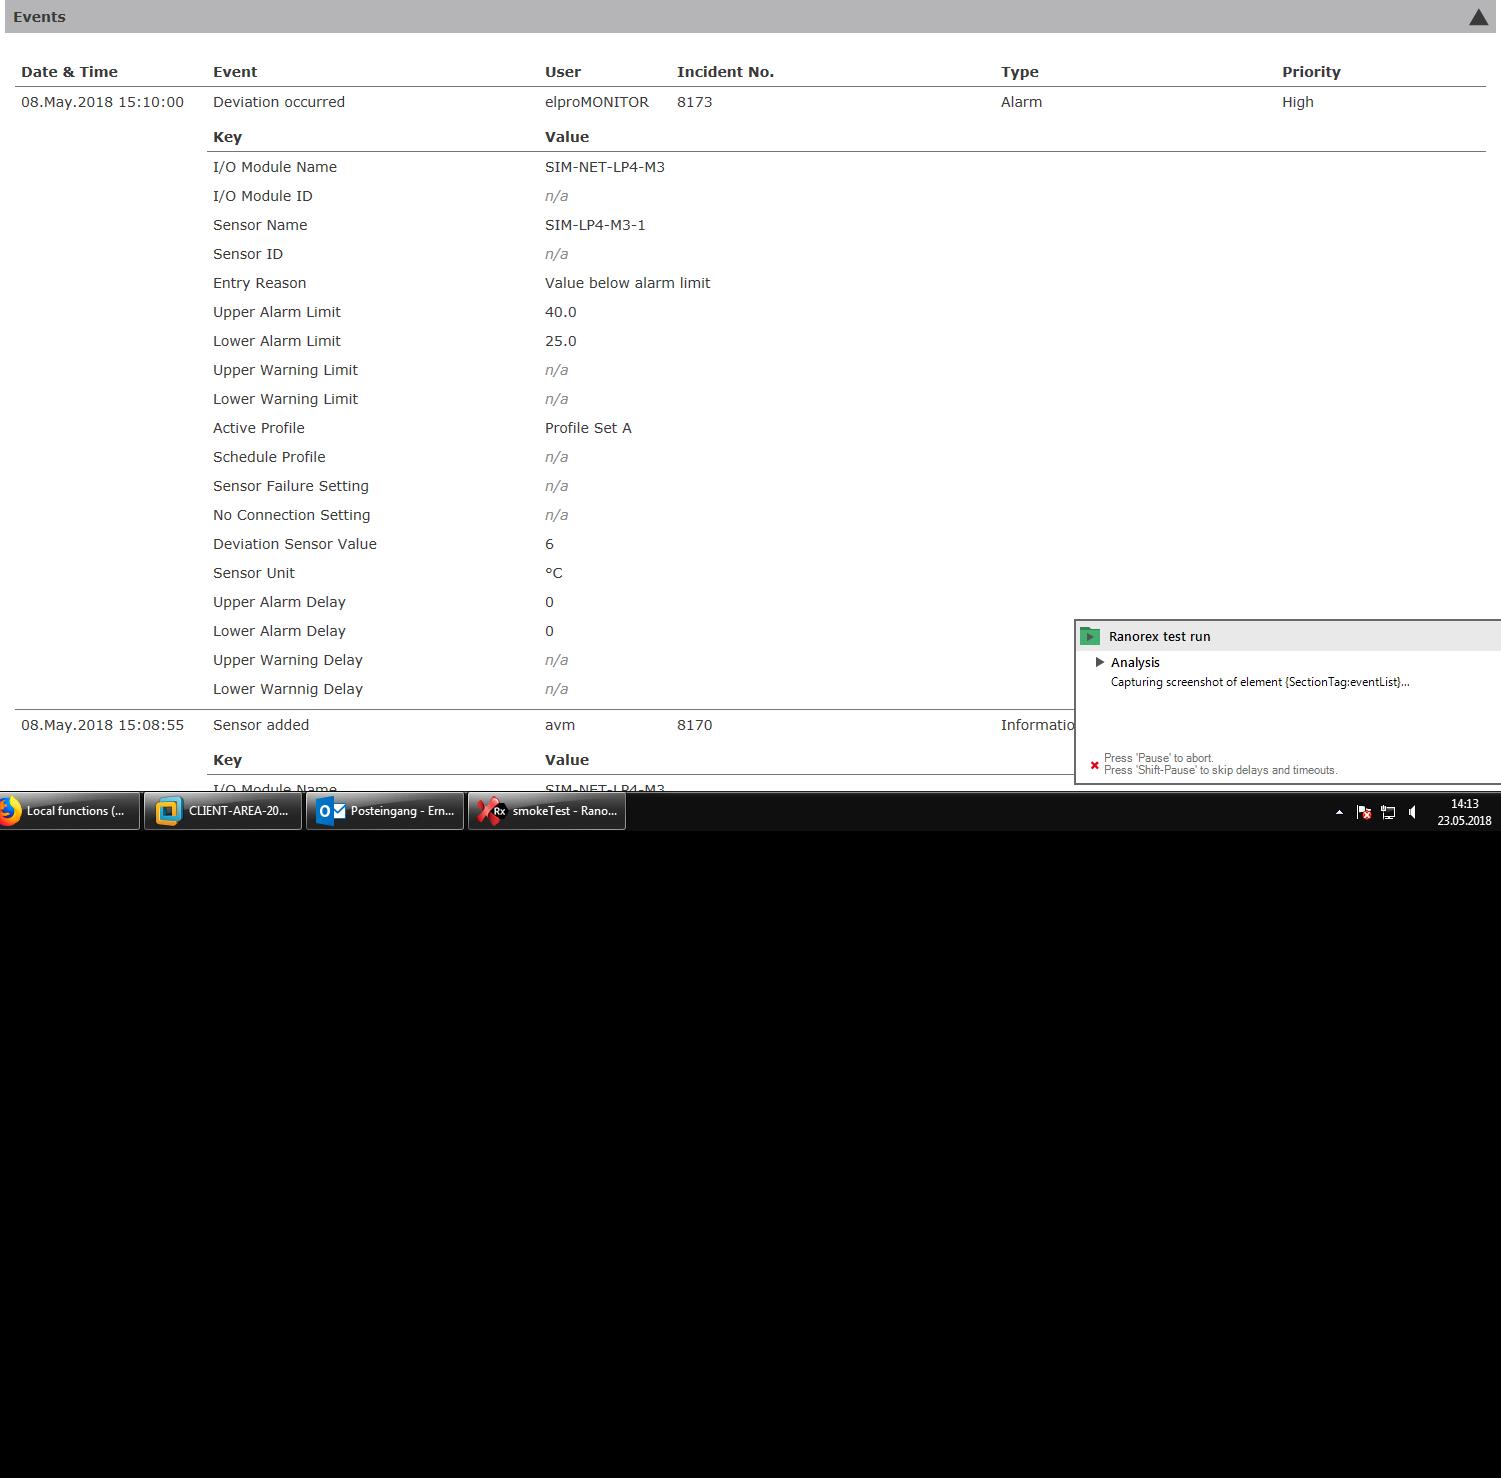 Events
Date & Time Event User Incident No. Type Priority
08.May.2018 15:10:00 Deviation occurred elproMONITOR 8173 Alarm High
Key Value
I/O Module Name SIM-NET-LP4-M3
I/O Module ID n/a
Sensor Name SIM-LP4-M3-1
Sensor ID n/a
Entry Reason Value below alarm limit
Upper Alarm Limit 40.0
Lower Alarm Limit 25.0
Upper Warning Limit n/a
Lower Warning Limit n/a
Active Profile Profile Set A
Schedule Profile n/a
Sensor Failure Setting n/a
No Connection Setting n/a
Deviation Sensor Value 6
Sensor Unit °C
Upper Alarm Delay 0
Lower Alarm Delay 0
Upper Warning Delay n/a
Lower Warnnig Delay n/a
08.May.2018 15:08:55 Sensor added avm 8170 Informatio
Key Value
I/O Module Name SIM-NET-LP4-M3
Ranorex test run
Analysis
Capturing screenshot of element {SectionTag:eventList}...
Press 'Pause' to abort.
Press 'Shift-Pause' to skip delays and timeouts.
Local functions (... CLIENT-AREA-20... Posteingang - Ern... Rx smokeTest - Rano... 14:13
23.05.2018